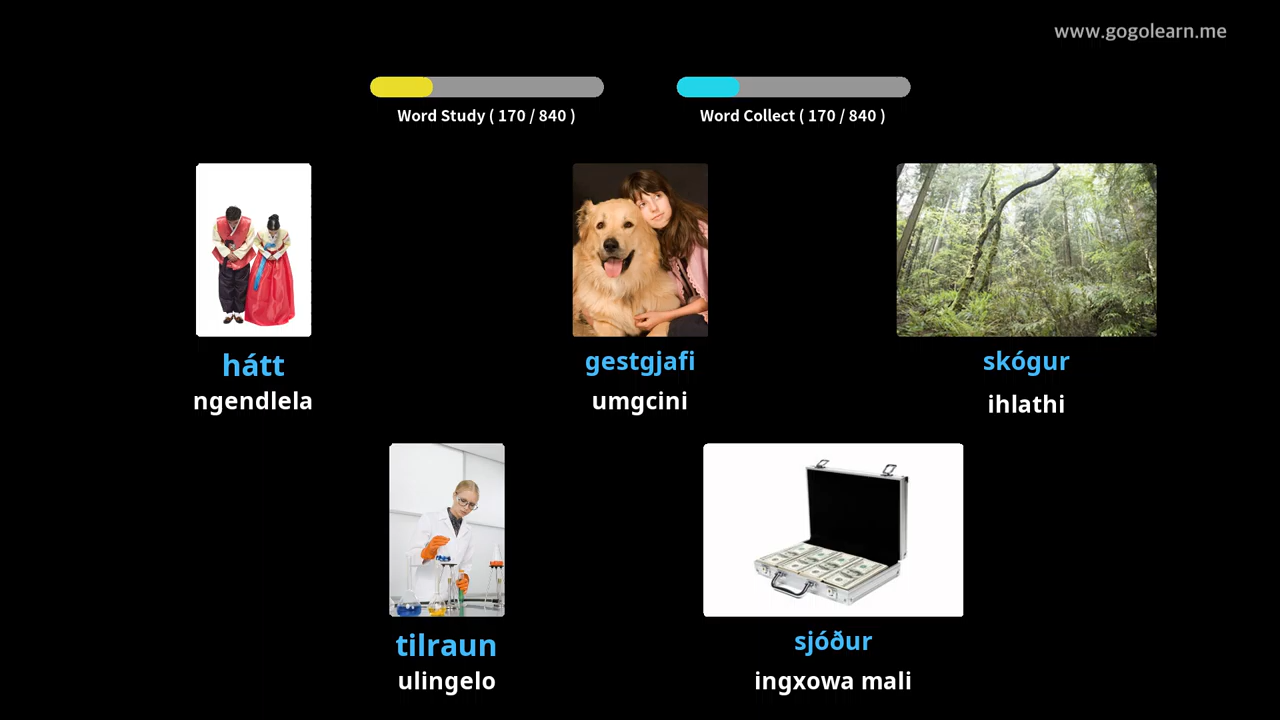 www.gogolearn.me
Word Study ( 170 / 840 )
Word Collect ( 170 / 840 )
hátt
ngendlela
gestgjafi
umgcini
skógur
ihlathi
tilraun
ulingelo
sjóður
ingxowa mali